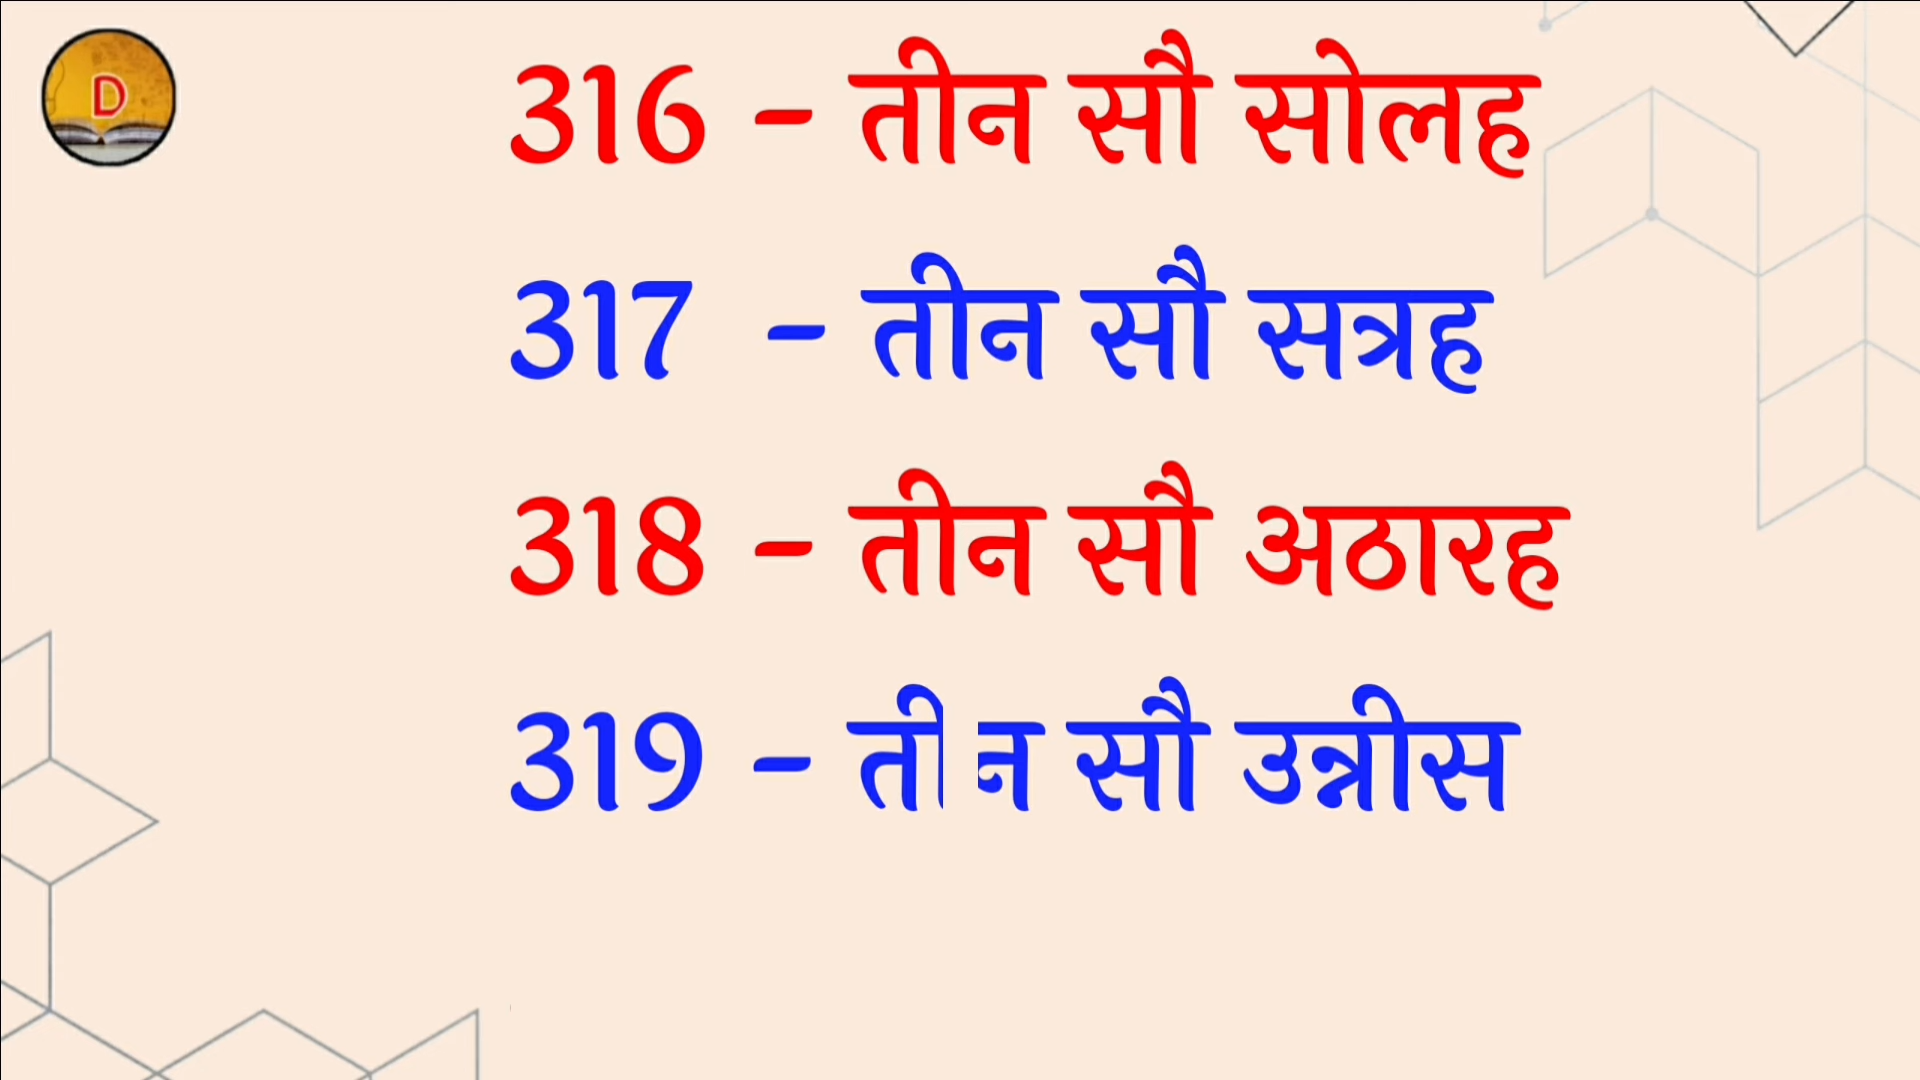 D
316 - तीन सौ सोलह
317 - तीन सौ सत्रह
318 - तीन सौ अठारह
319 - तीन सौ उन्नीस